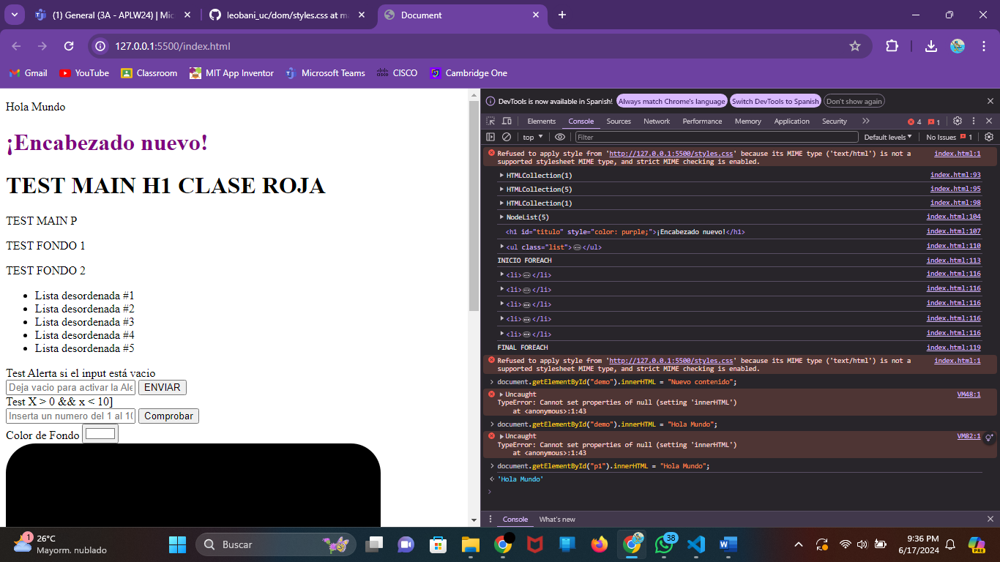 (1) General (3A - APLW24) | Mic
leobani_uc/dom/styles.css at ma
Document
127.0.0.1:5500/index.html
Gmail
YouTube
Classroom
MIT App Inventor
Microsoft Teams
CISCO
Cambridge One
Hola Mundo
¡Encabezado nuevo!
TEST MAIN H1 CLASE ROJA
TEST MAIN P
TEST FONDO 1
TEST FONDO 2
Lista desordenada #1
Lista desordenada #2
Lista desordenada #3
Lista desordenada #4
Lista desordenada #5
Test Alerta si el input está vacio
Deja vacio para activar la Ale
ENVIAR
Test X > 0 && x < 10]
Inserta un numero del 1 al 10
Comprobar
Color de Fondo
DevTools is now available in Spanish!
Always match Chrome's language
Switch DevTools to Spanish
Don't show again
Elements
Console
Sources
Network
Performance
Memory
Application
Security
4
1
top
Filter
Default levels
No Issues
1
Refused to apply style from 'http://127.0.0.1:5500/styles.css' because its MIME type ('text/html') is not a
index.html:1
supported stylesheet MIME type, and strict MIME checking is enabled.
HTMLCollection(1)
index.html:93
HTMLCollection(5)
index.html:95
HTMLCollection(1)
index.html:98
NodeList(5)
index.html:104
<h1 id="titulo" style="color: purple;">¡Encabezado nuevo!</h1>
index.html:107
<ul class="list">…</ul>
index.html:110
INICIO FOREACH
index.html:113
<li>…</li>
index.html:116
<li>…</li>
index.html:116
<li>…</li>
index.html:116
<li>…</li>
index.html:116
<li>…</li>
index.html:116
FINAL FOREACH
index.html:119
Refused to apply style from 'http://127.0.0.1:5500/styles.css' because its MIME type ('text/html') is not a
index.html:1
supported stylesheet MIME type, and strict MIME checking is enabled.
document.getElementById("demo").innerHTML = "Nuevo contenido";
Uncaught
VM48:1
TypeError: Cannot set properties of null (setting 'innerHTML')
at <anonymous>:1:43
document.getElementById("demo").innerHTML = "Hola Mundo";
Uncaught
VM82:1
TypeError: Cannot set properties of null (setting 'innerHTML')
at <anonymous>:1:43
document.getElementById("p1").innerHTML = "Hola Mundo";
'Hola Mundo'
Console
What's new
1
26°C
Mayorm. nublado
Buscar
38
9:36 PM
6/17/2024
PRE